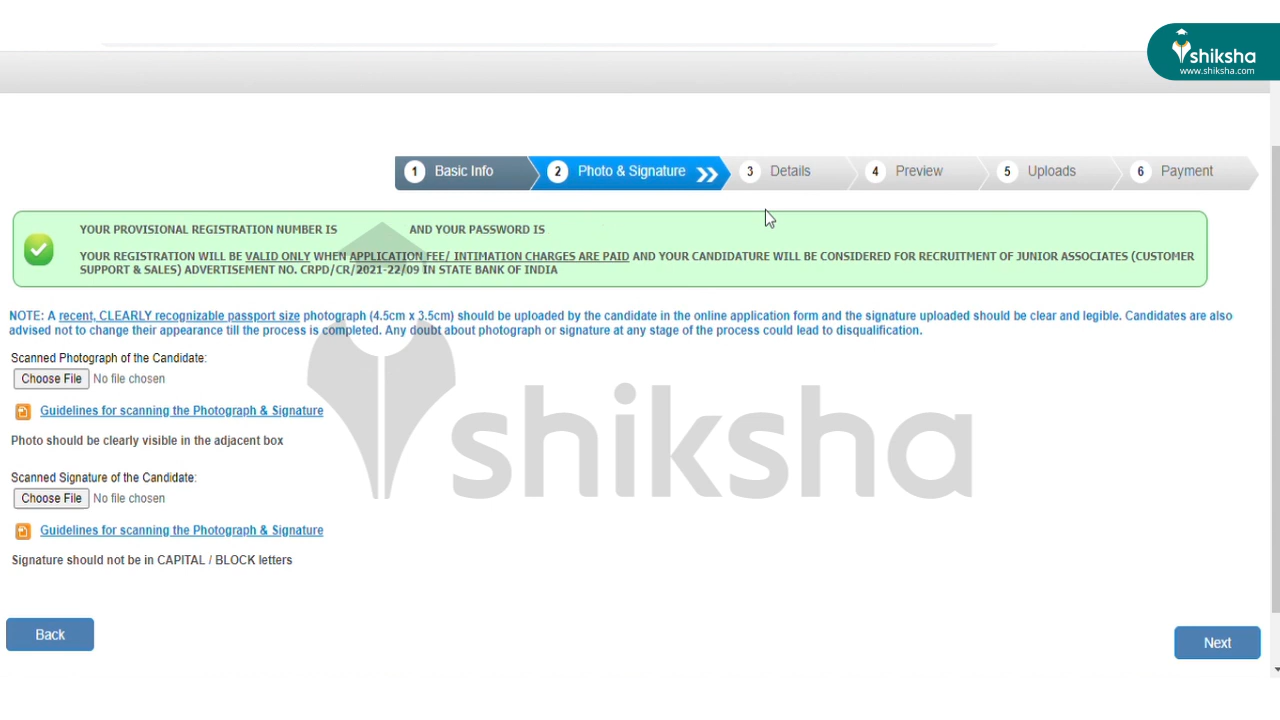 shiksha
www.shiksha.com
1 Basic Info 2 Photo & Signature 3 Details 4 Preview 5 Uploads 6 Payment
YOUR PROVISIONAL REGISTRATION NUMBER IS AND YOUR PASSWORD IS
YOUR REGISTRATION WILL BE VALID ONLY WHEN APPLICATION FEE/ INTIMATION CHARGES ARE PAID AND YOUR CANDIDATURE WILL BE CONSIDERED FOR RECRUITMENT OF JUNIOR ASSOCIATES (CUSTOMER
SUPPORT & SALES) ADVERTISEMENT NO. CRPD/CR/2021-22/09 IN STATE BANK OF INDIA
NOTE: A recent, CLEARLY recognizable passport size photograph (4.5cm x 3.5cm) should be uploaded by the candidate in the online application form and the signature uploaded should be clear and legible. Candidates are also
advised not to change their appearance till the process is completed. Any doubt about photograph or signature at any stage of the process could lead to disqualification.
Scanned Photograph of the Candidate:
Choose File No file chosen
Guidelines for scanning the Photograph & Signature
Photo should be clearly visible in the adjacent box
shiksha
Scanned Signature of the Candidate:
Choose File No file chosen
Guidelines for scanning the Photograph & Signature
Signature should not be in CAPITAL / BLOCK letters
Back
Next